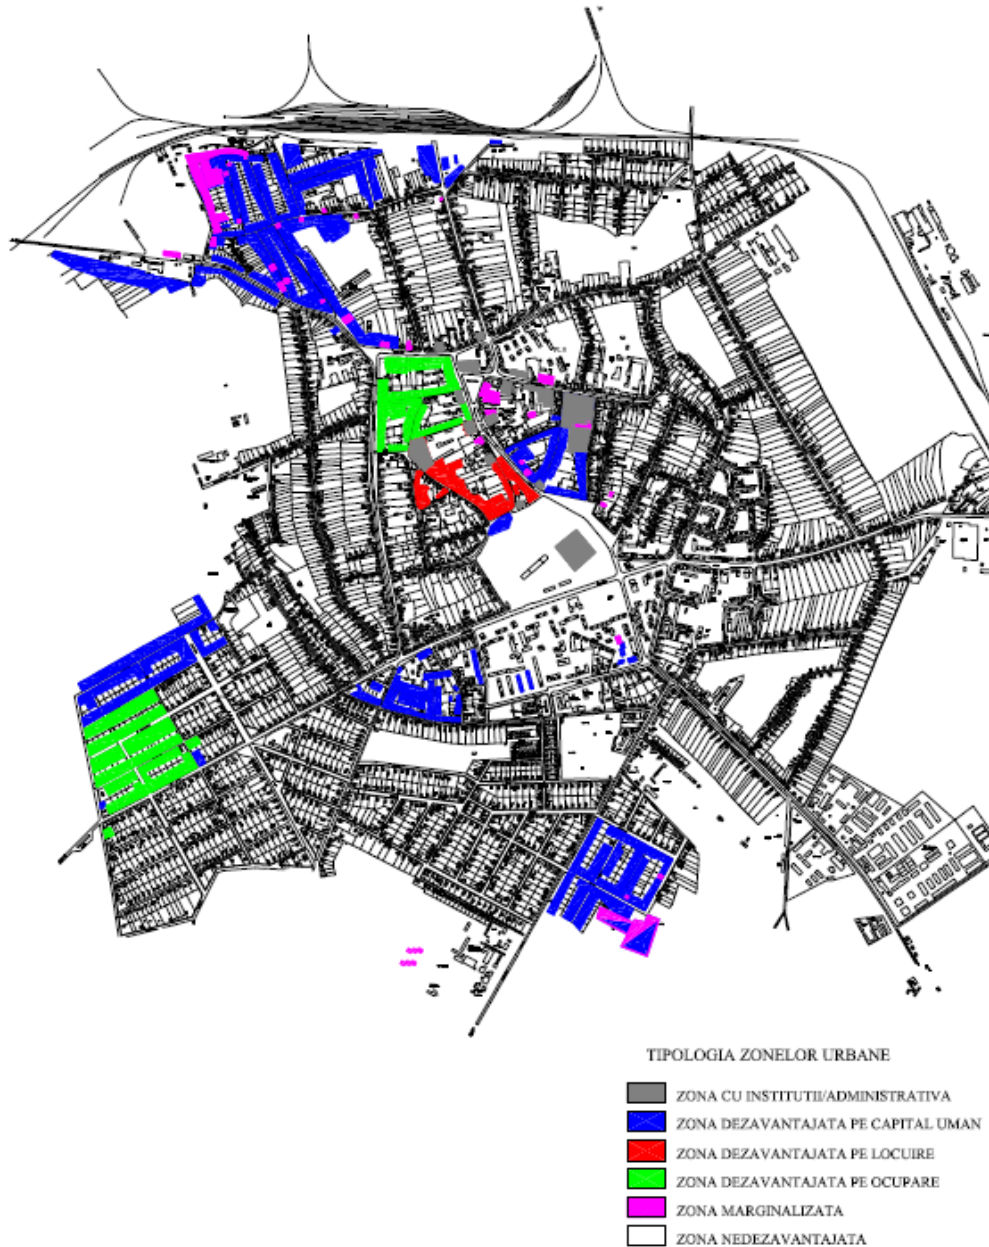 TIPOLOGIA ZONELOR URBANE
ZONA CU INSTITUTII/ADMINISTRATIVA
ZONA DEZAVANTAJATA PE CAPITAL UMAN
ZONA DEZAVANTAJATA PE LOCUIRE
ZONA DEZAVANTAJATA PE OCUPARE
ZONA MARGINALIZATA
ZONA NEDEZAVANTAJATA